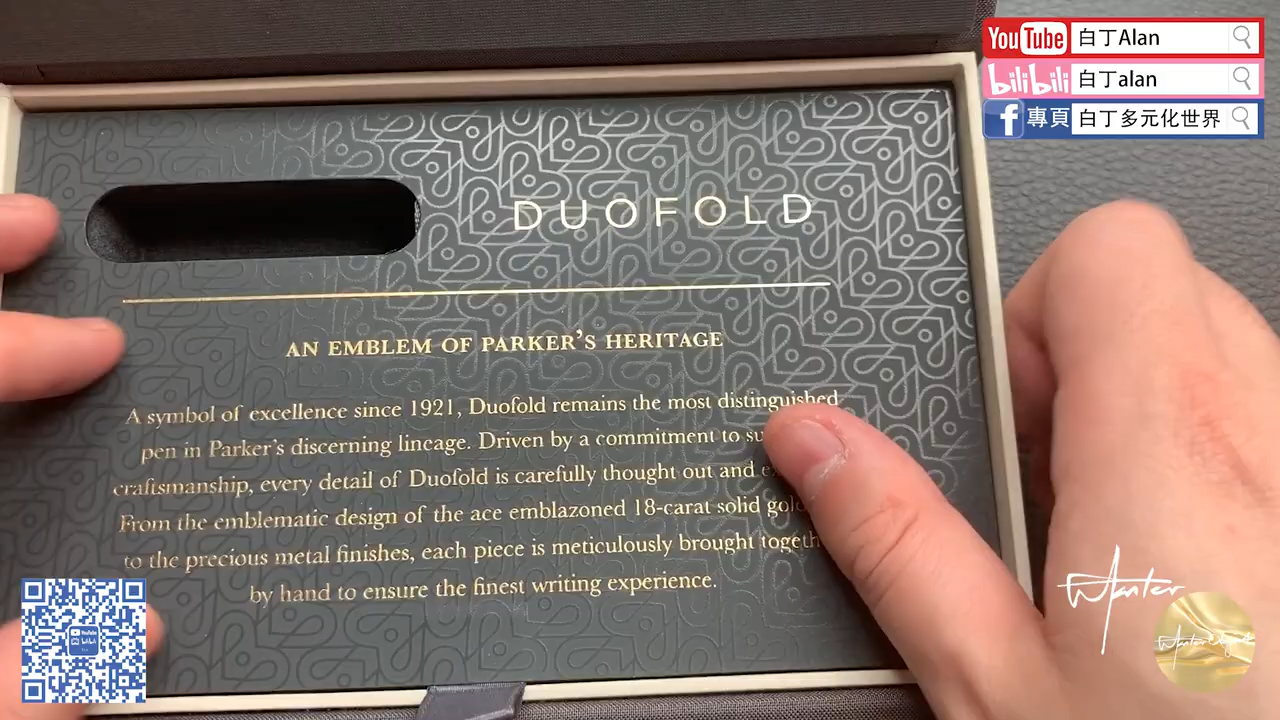 YouTube 白丁Alan
bilibili 白丁alan
f 專頁 白丁多元化世界
DUOFOLD
AN EMBLEM OF PARKER'S HERITAGE
A symbol of excellence since 1921, Duofold remains the most distinguished
pen in Parker's discerning lineage. Driven by a commitment to
craftsmanship, every detail of Duofold is carefully thought out and
From the emblematic design of the ace emblazoned 18-carat solid gold
to the precious metal finishes, each piece is meticulously brought
by hand to ensure the finest writing experience.